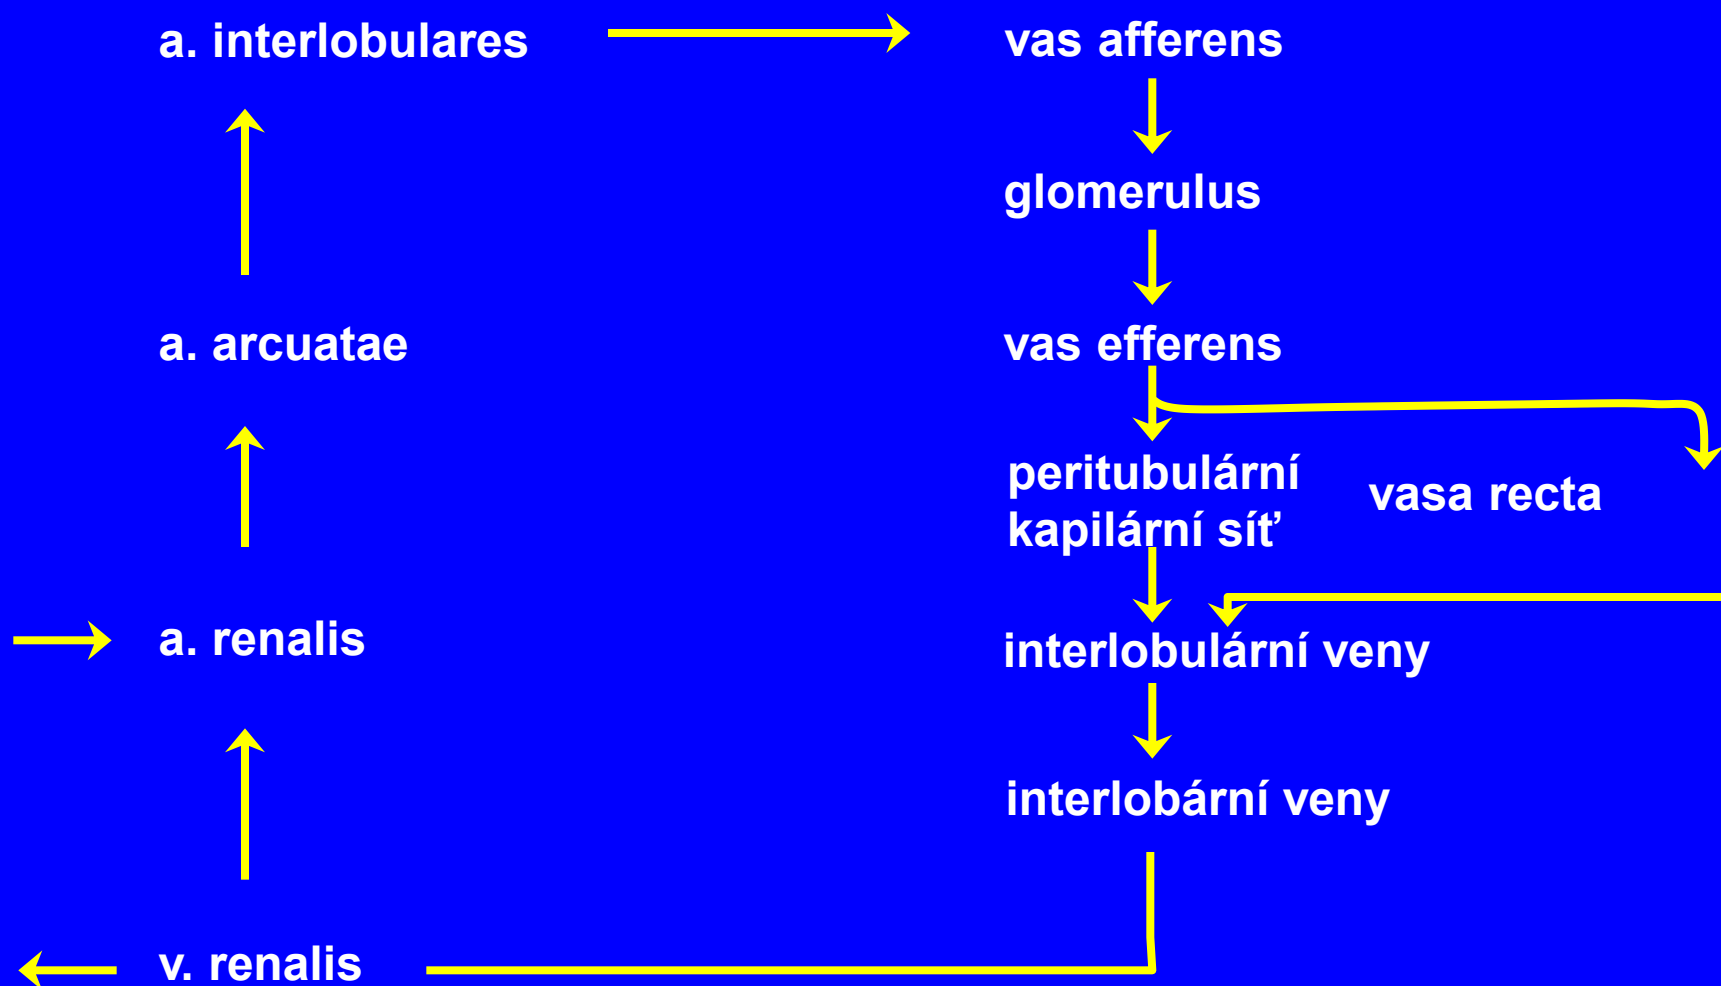 a. interlobulares
vas afferens
glomerulus
a. arcuatae
vas efferens
peritubulární
kapilární síť
vasa recta
a. renalis
interlobulární veny
interlobární veny
v. renalis